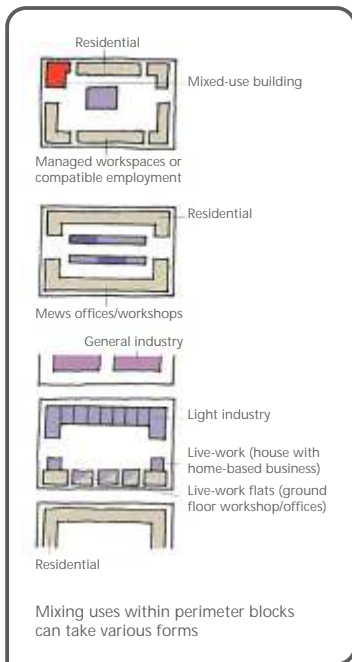 Residential
Mixed-use building
Managed workspaces or
compatible employment
Residential
Mews offices/workshops
General industry
Light industry
Live-work (house with
home-based business)
Live-work flats (ground
floor workshop/offices)
Residential
Mixing uses within perimeter blocks
can take various forms